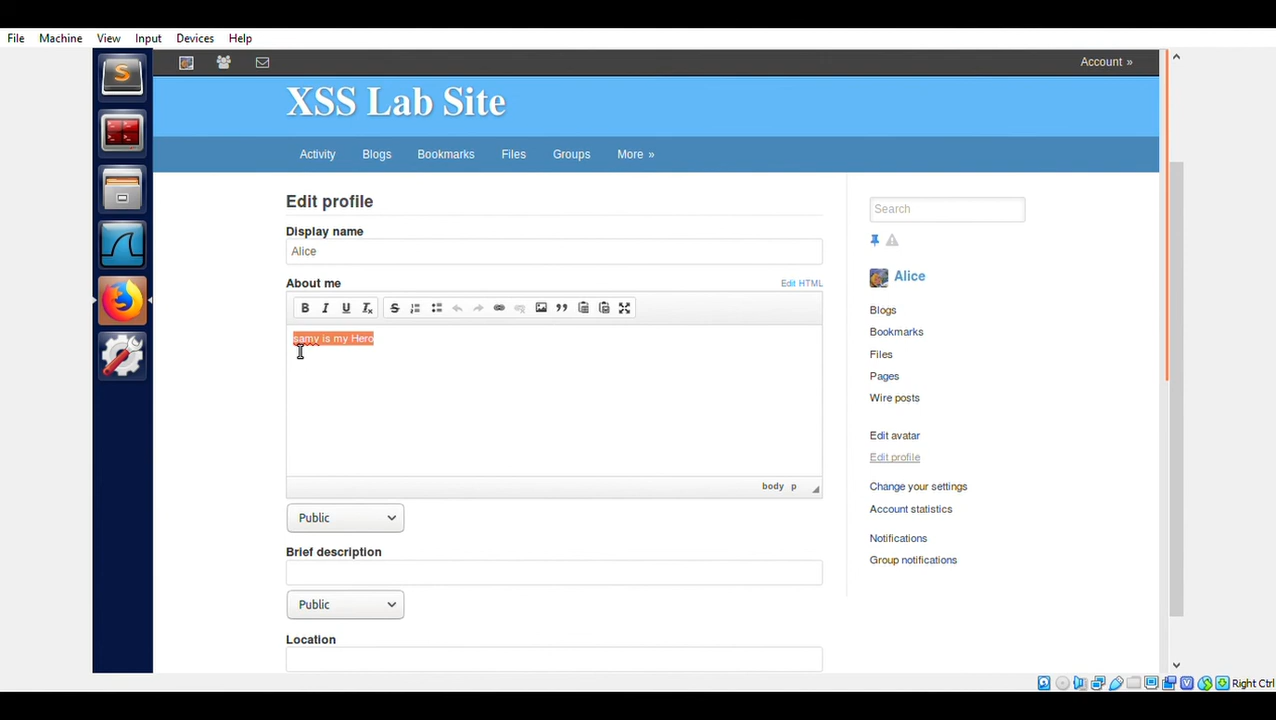 File Machine View Input Devices Help
Account »
XSS Lab Site
Activity Blogs Bookmarks Files Groups More »
Edit profile
Display name
Alice
About me
Edit HTML
B I U Tx S
samy is my Hero
body p
Public
Brief description
Public
Location
Search
Alice
Blogs
Bookmarks
Files
Pages
Wire posts
Edit avatar
Edit profile
Change your settings
Account statistics
Notifications
Group notifications
Right Ctrl